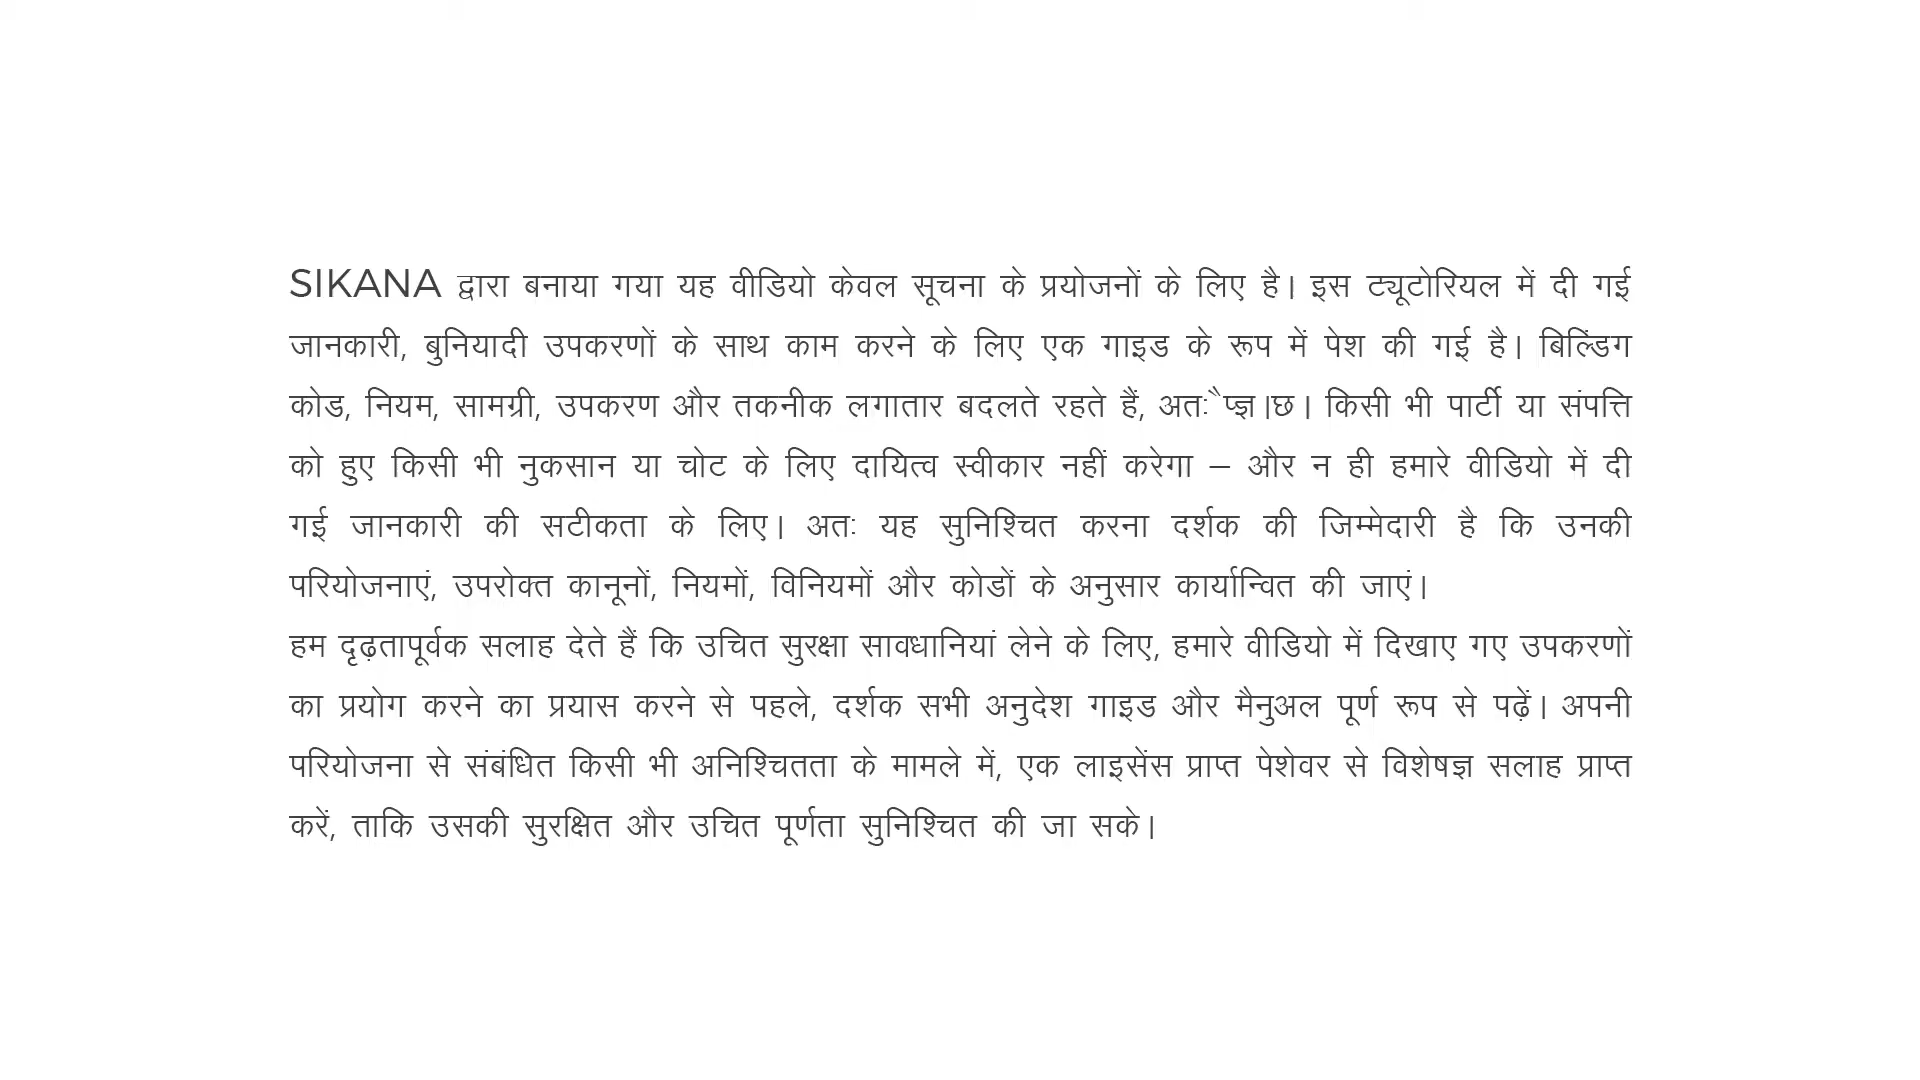 SIKANA द्वारा बनाया गया यह वीडियो केवल सूचना के प्रयोजनों के लिए है। इस ट्यूटोरियल में दी गई
जानकारी, बुनियादी उपकरणों के साथ काम करने के लिए एक गाइड के रूप में पेश की गई है। बिल्डिंग
कोड, नियम, सामग्री, उपकरण और तकनीक लगातार बदलते रहते हैं, अतःैप्ज्ञ।छ। किसी भी पार्टी या संपत्ति
को हुए किसी भी नुकसान या चोट के लिए दायित्व स्वीकार नहीं करेगा – और न ही हमारे वीडियो में दी
गई जानकारी की सटीकता के लिए। अतः यह सुनिश्चित करना दर्शक की जिम्मेदारी है कि उनकी
परियोजनाएं, उपरोक्त कानूनों, नियमों, विनियमों और कोडों के अनुसार कार्यान्वित की जाएं।
हम दृढ़तापूर्वक सलाह देते हैं कि उचित सुरक्षा सावधानियां लेने के लिए, हमारे वीडियो में दिखाए गए उपकरणों
का प्रयोग करने का प्रयास करने से पहले, दर्शक सभी अनुदेश गाइड और मैनुअल पूर्ण रूप से पढ़ें। अपनी
परियोजना से संबंधित किसी भी अनिश्चितता के मामले में, एक लाइसेंस प्राप्त पेशेवर से विशेषज्ञ सलाह प्राप्त
करें, ताकि उसकी सुरक्षित और उचित पूर्णता सुनिश्चित की जा सके।